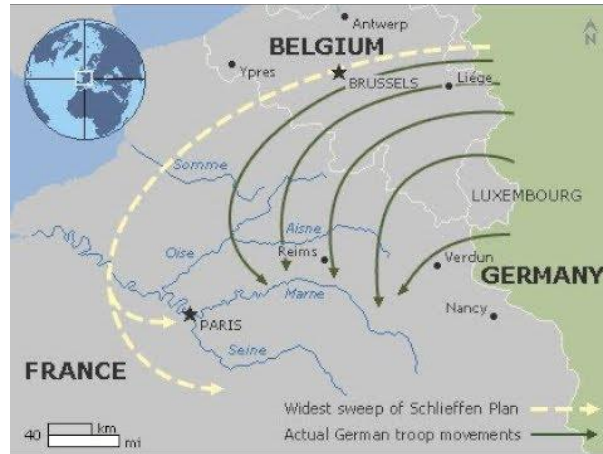 Antwerp
N
BELGIUM
Ypres
BRUSSELS
Liége
Somme
LUXEMBOURG
Aisne
Oise
Reims
Verdun
GERMANY
Marne
Nancy
PARIS
Seine
FRANCE
Widest sweep of Schlieffen Plan
Actual German troop movements
40
km
mi